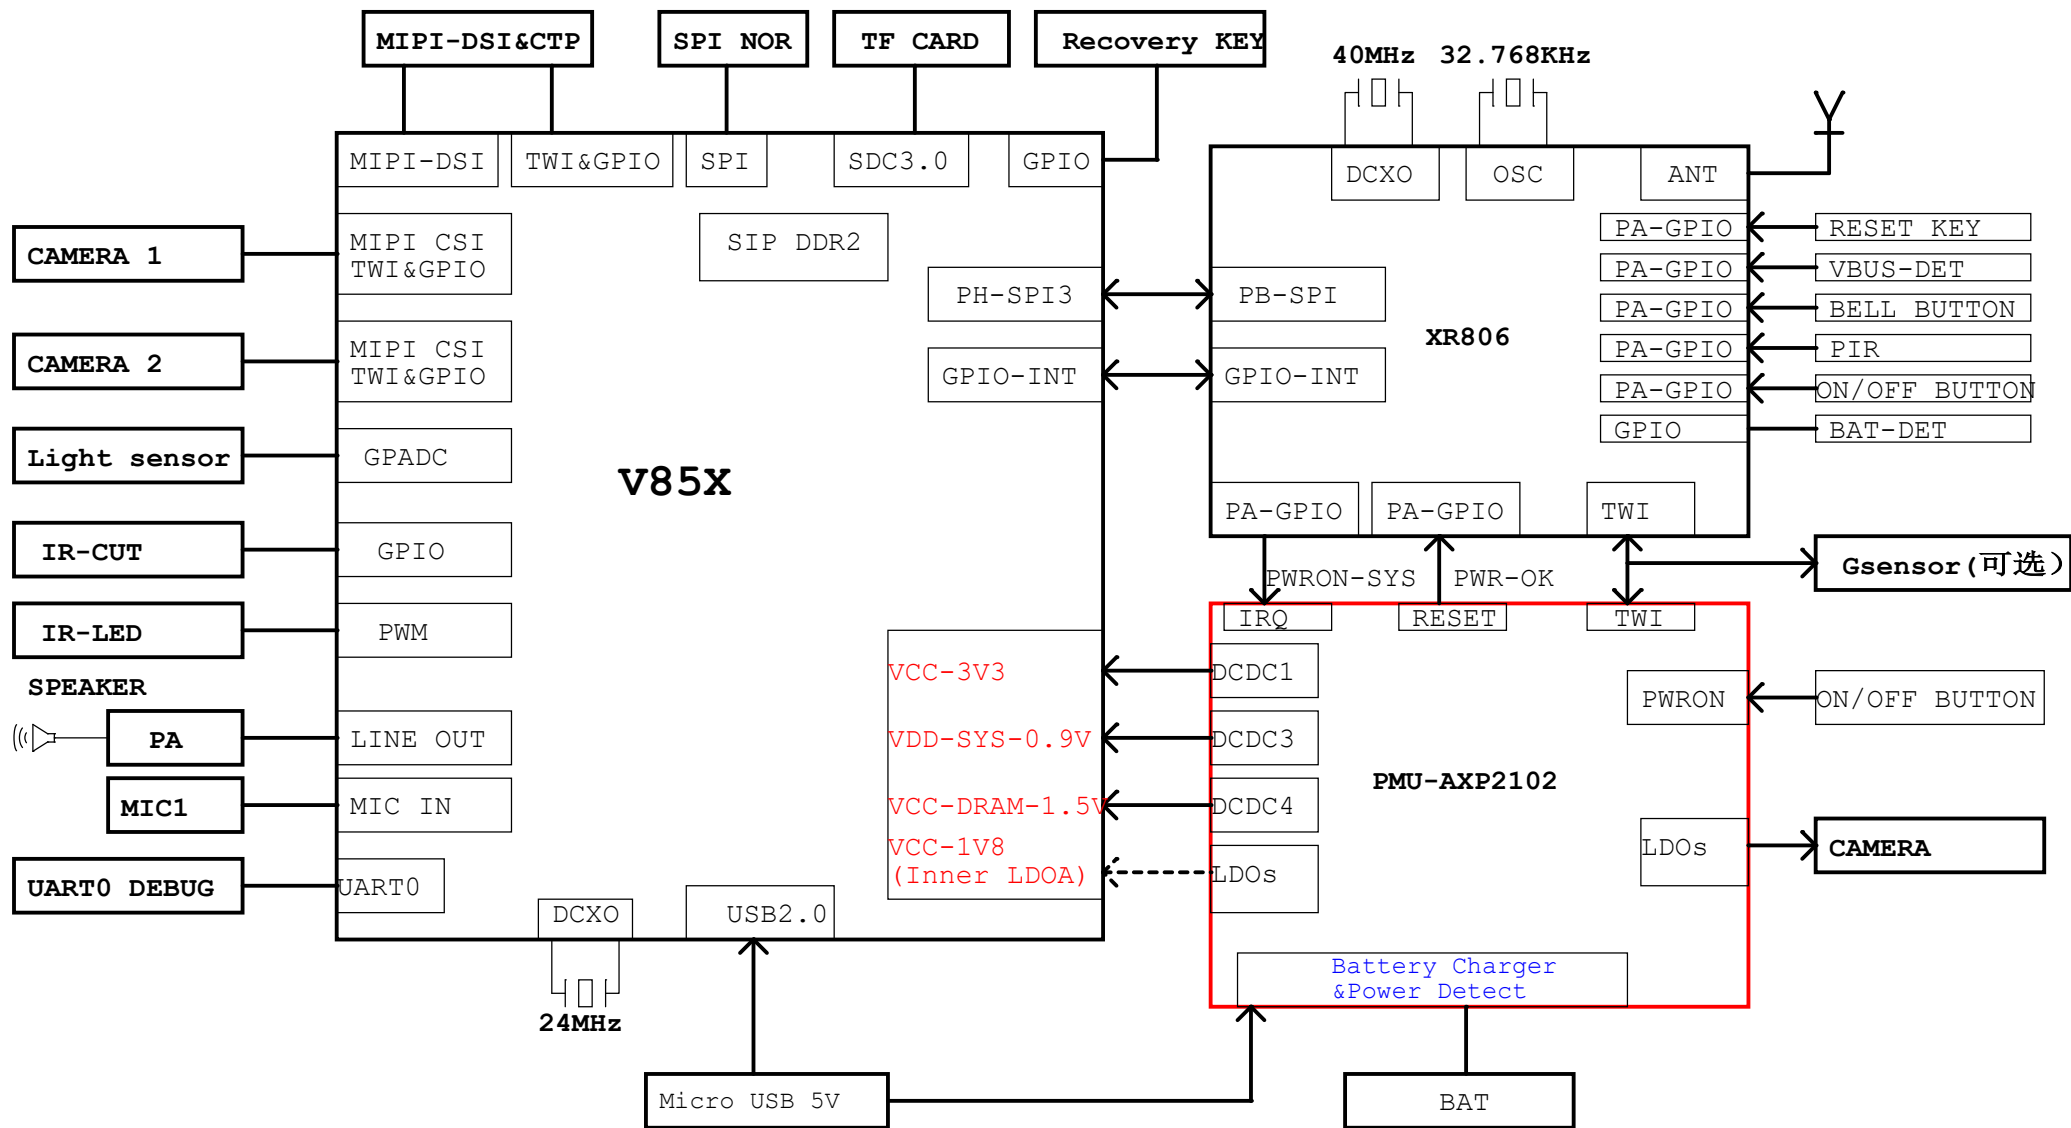 MIPI-DSI&CTP
SPI NOR
TF CARD
Recovery KEY
40MHz
32.768KHz
MIPI-DSI
TWI&GPIO
SPI
SDC3.0
GPIO
DCXO
OSC
ANT
CAMERA 1
MIPI CSI
TWI&GPIO
SIP DDR2
PH-SPI3
PB-SPI
XR806
PA-GPIO
RESET KEY
PA-GPIO
VBUS-DET
PA-GPIO
BELL BUTTON
PA-GPIO
PIR
PA-GPIO
ON/OFF BUTTON
GPIO
BAT-DET
CAMERA 2
MIPI CSI
TWI&GPIO
GPIO-INT
GPIO-INT
Light sensor
GPADC
V85X
PA-GPIO
PA-GPIO
TWI
IR-CUT
GPIO
PWRON-SYS
PWR-OK
Gsensor(可选)
IR-LED
PWM
IRQ
RESET
TWI
VCC-3V3
DCDC1
PWRON
ON/OFF BUTTON
SPEAKER
PA
LINE OUT
VDD-SYS-0.9V
DCDC3
PMU-AXP2102
MIC1
MIC IN
VCC-DRAM-1.5V
DCDC4
VCC-1V8
(Inner LDOA)
LDOs
LDOs
CAMERA
UART0 DEBUG
UART0
DCXO
USB2.0
24MHz
Battery Charger
&Power Detect
Micro USB 5V
BAT